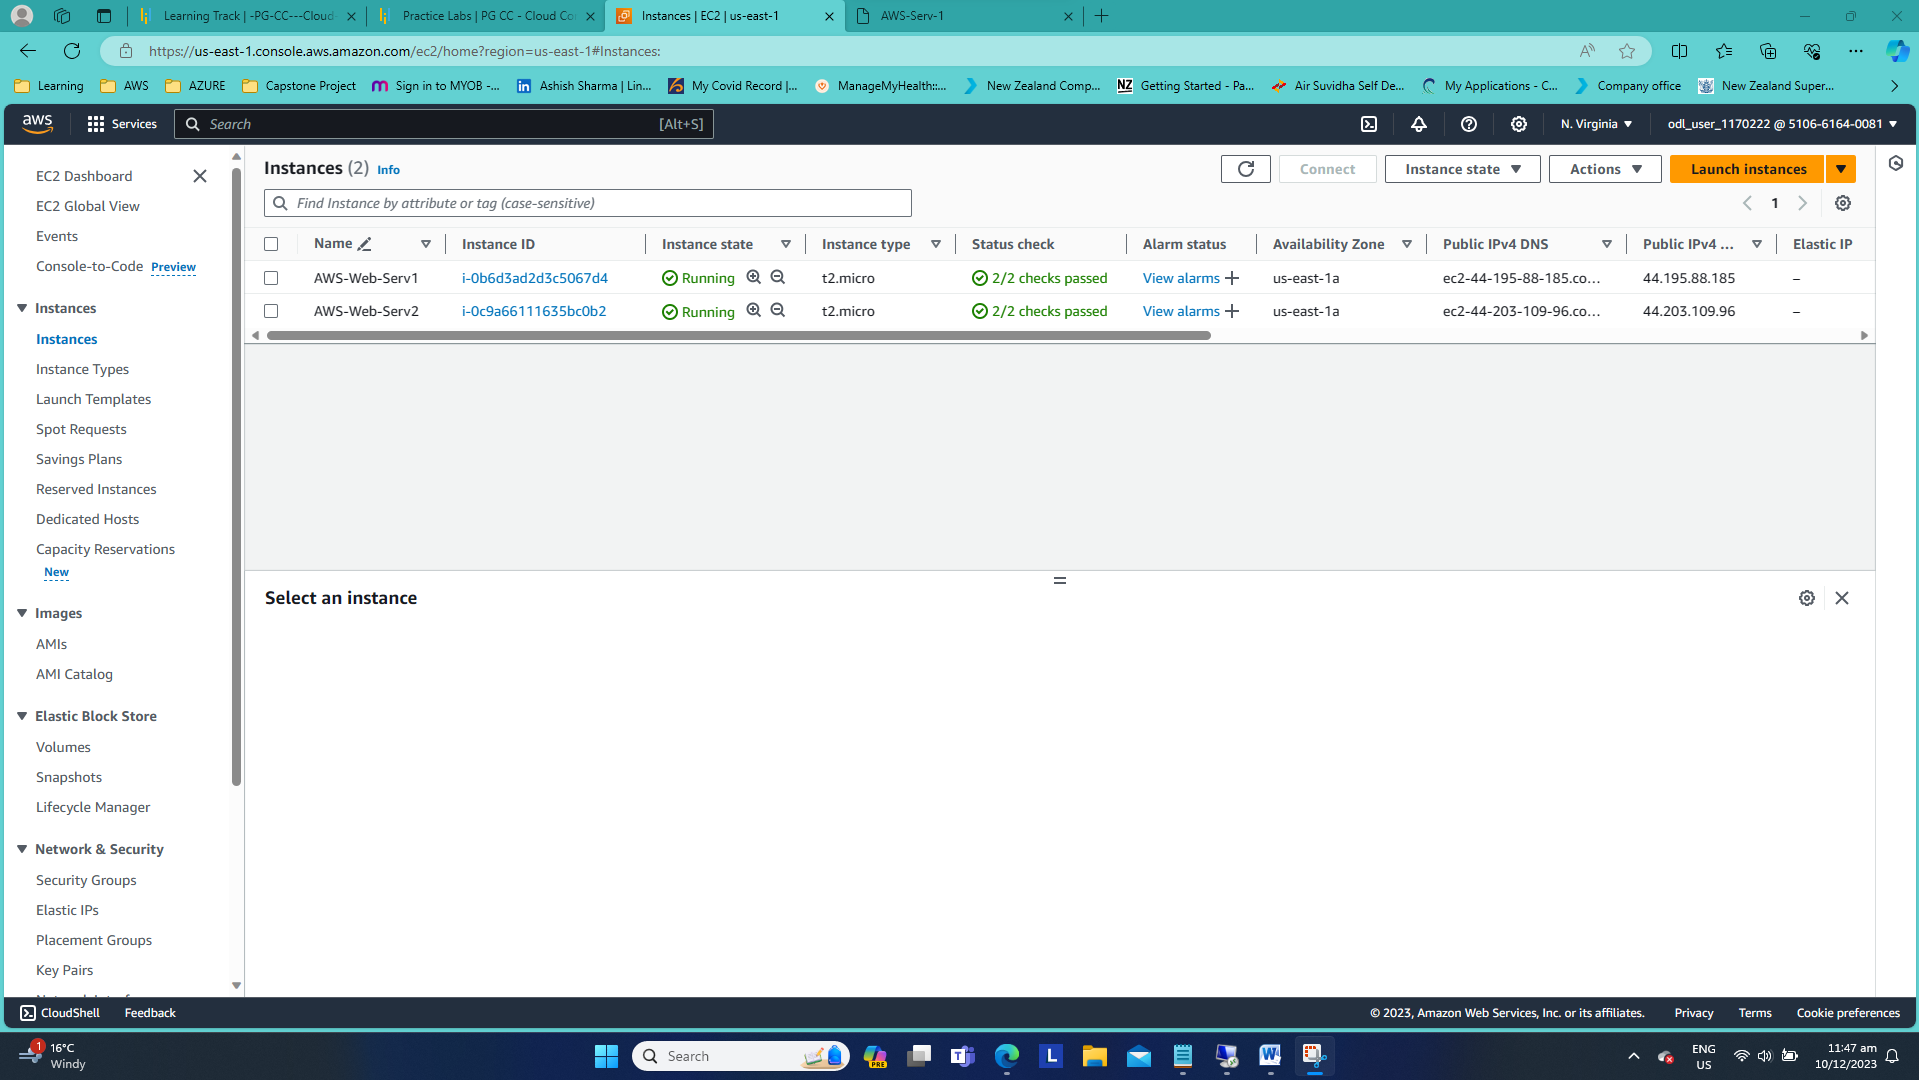 Learning Track | -PG-CC---Cloud-
Practice Labs | PG CC - Cloud Co
Instances | EC2 | us-east-1
AWS-Serv-1
https://us-east-1.console.aws.amazon.com/ec2/home?region=us-east-1#Instances:
Learning
AWS
AZURE
Capstone Project
Sign in to MYOB -...
Ashish Sharma | Lin...
My Covid Record |...
ManageMyHealth::...
New Zealand Comp...
Getting Started - Pa...
Air Suvidha Self De...
My Applications - C...
Company office
New Zealand Super...
aws
Services
Search
[Alt+S]
N. Virginia
odl_user_1170222 @ 5106-6164-0081
EC2 Dashboard
EC2 Global View
Events
Console-to-Code Preview
Instances
Instances
Instance Types
Launch Templates
Spot Requests
Savings Plans
Reserved Instances
Dedicated Hosts
Capacity Reservations
New
Images
AMIs
AMI Catalog
Elastic Block Store
Volumes
Snapshots
Lifecycle Manager
Network & Security
Security Groups
Elastic IPs
Placement Groups
Key Pairs
Instances (2) Info
Connect
Instance state
Actions
Launch instances
Find Instance by attribute or tag (case-sensitive)
1
Name Instance ID Instance state Instance type Status check Alarm status Availability Zone Public IPv4 DNS Public IPv4 ... Elastic IP
AWS-Web-Serv1 i-0b6d3ad2d3c5067d4 Running t2.micro 2/2 checks passed View alarms us-east-1a ec2-44-195-88-185.co... 44.195.88.185 –
AWS-Web-Serv2 i-0c9a66111635bc0b2 Running t2.micro 2/2 checks passed View alarms us-east-1a ec2-44-203-109-96.co... 44.203.109.96 –
Select an instance
CloudShell
Feedback
© 2023, Amazon Web Services, Inc. or its affiliates.
Privacy
Terms
Cookie preferences
1
16°C
Windy
Search
PRE
L
ENG
US
11:47 am
10/12/2023